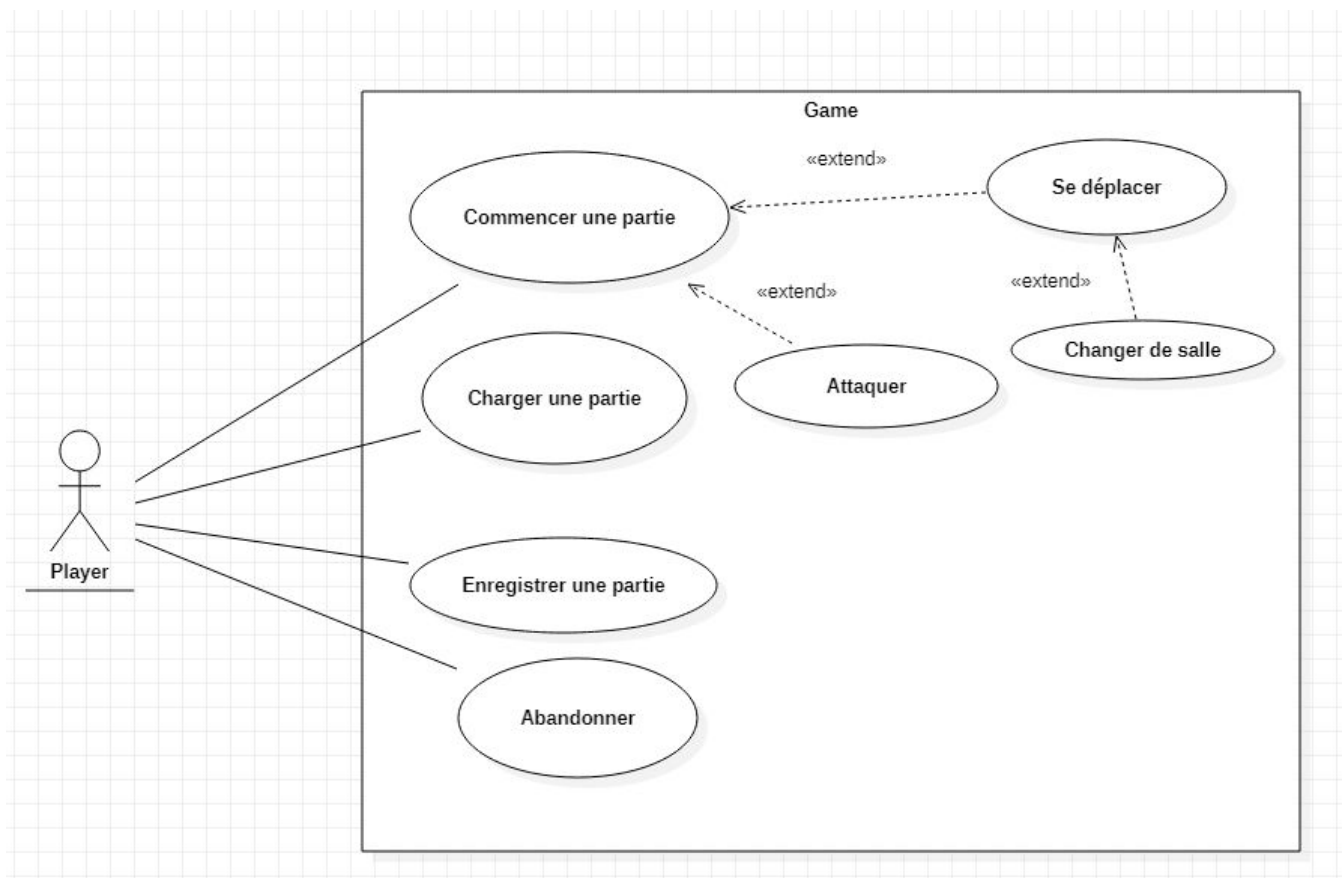 Game
«extend»
Se déplacer
Commencer une partie
«extend»
«extend»
Changer de salle
Attaquer
Charger une partie
Player
Enregistrer une partie
Abandonner